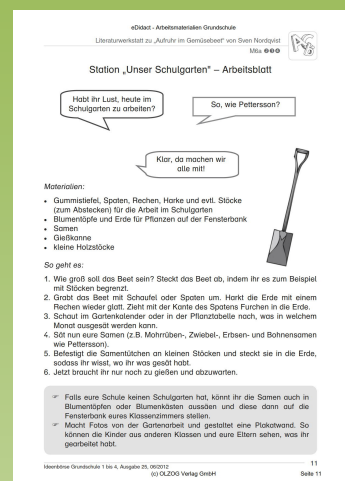 eDidact - Arbeitsmaterialien Grundschule
Literaturwerkstatt zu „Aufruhr im Gemüsebeet“ von Sven Nordqvist
M6a ❷❸❹
Station „Unser Schulgarten“ – Arbeitsblatt
Habt ihr Lust, heute im
Schulgarten zu arbeiten?
So, wie Pettersson?
Klar, da machen wir
alle mit!
Materialien:
• Gummistiefel, Spaten, Rechen, Harke und evtl. Stöcke
(zum Abstecken) für die Arbeit im Schulgarten
• Blumentöpfe und Erde für Pflanzen auf der Fensterbank
• Samen
• Gießkanne
• kleine Holzstöcke
So geht es:
1. Wie groß soll das Beet sein? Steckt das Beet ab, indem ihr es zum Beispiel
mit Stöcken begrenzt.
2. Grabt das Beet mit Schaufel oder Spaten um. Harkt die Erde mit einem
Rechen wieder glatt. Zieht mit der Kante des Spatens Furchen in die Erde.
3. Schaut im Gartenkalender oder in der Pflanztabelle nach, was in welchem
Monat ausgesät werden kann.
4. Sät nun eure Samen (z.B. Mohrrüben-, Zwiebel-, Erbsen- und Bohnensamen
wie Pettersson).
5. Befestigt die Samentütchen an kleinen Stöcken und steckt sie in die Erde,
sodass ihr wisst, wo ihr was gesät habt.
6. Jetzt braucht ihr nur noch zu gießen und abzuwarten.
☞ Falls eure Schule keinen Schulgarten hat, könnt ihr die Samen auch in
Blumentöpfen oder Blumenkästen aussäen und diese dann auf die
Fensterbank eures Klassenzimmers stellen.
☞ Macht Fotos von der Gartenarbeit und gestaltet eine Plakatwand. So
können die Kinder aus anderen Klassen und eure Eltern sehen, was ihr
gearbeitet habt.
11
Ideenbörse Grundschule 1 bis 4, Ausgabe 25, 06/2012
(c) OLZOG Verlag GmbH
Seite 11